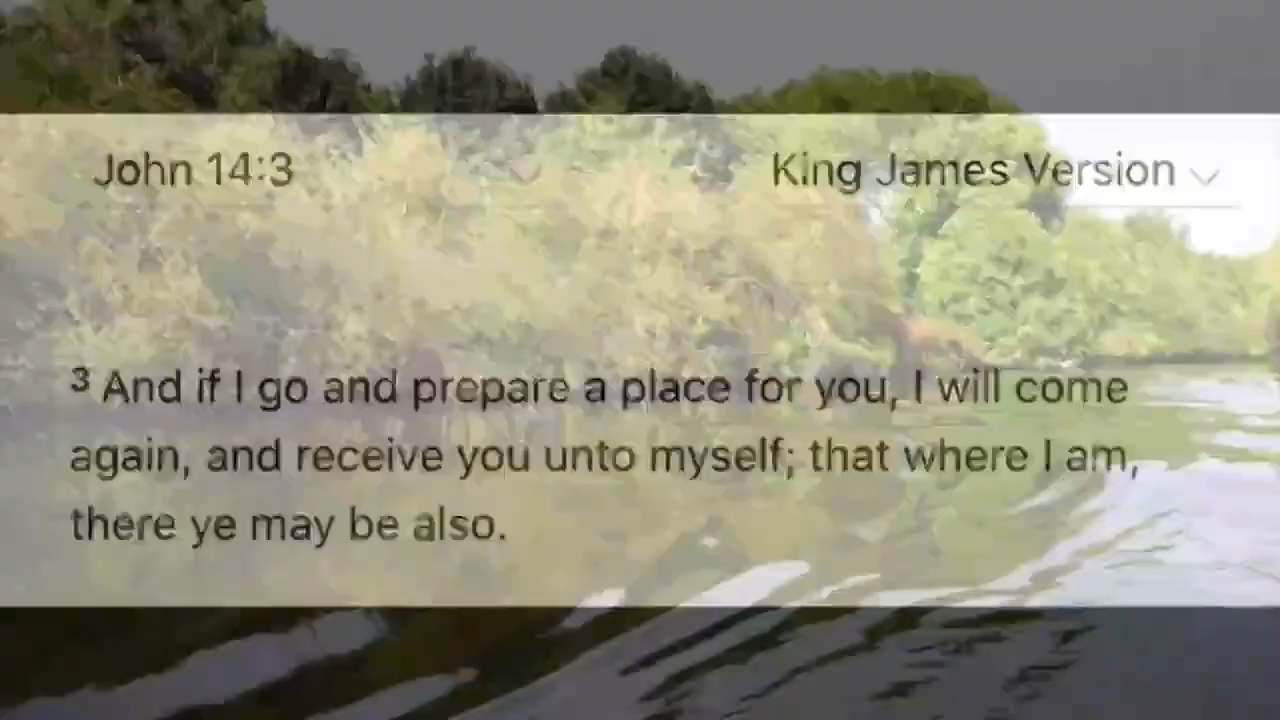 John 14:3 King James Version
3 And if I go and prepare a place for you, I will come
again, and receive you unto myself; that where I am,
there ye may be also.